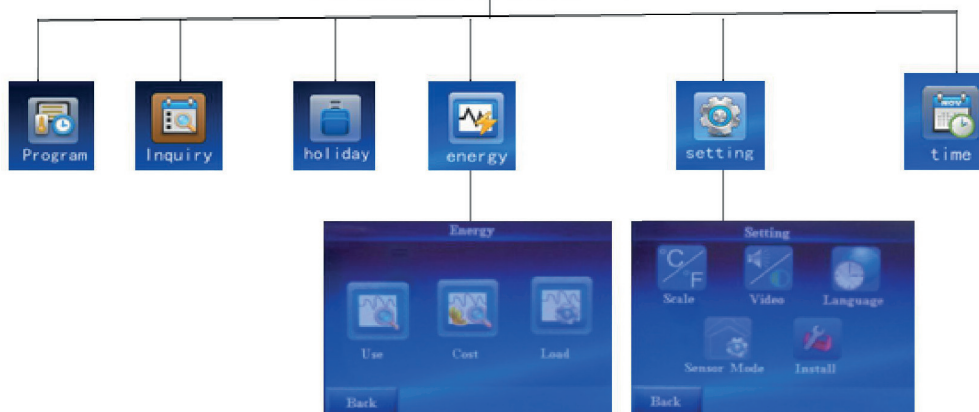 Program
Inquiry
holiday
energy
setting
NOV
time
Energy
Use
Cost
Load
Back
Setting
°C
°F
Scale
Video
Language
Sensor Mode
Install
Back